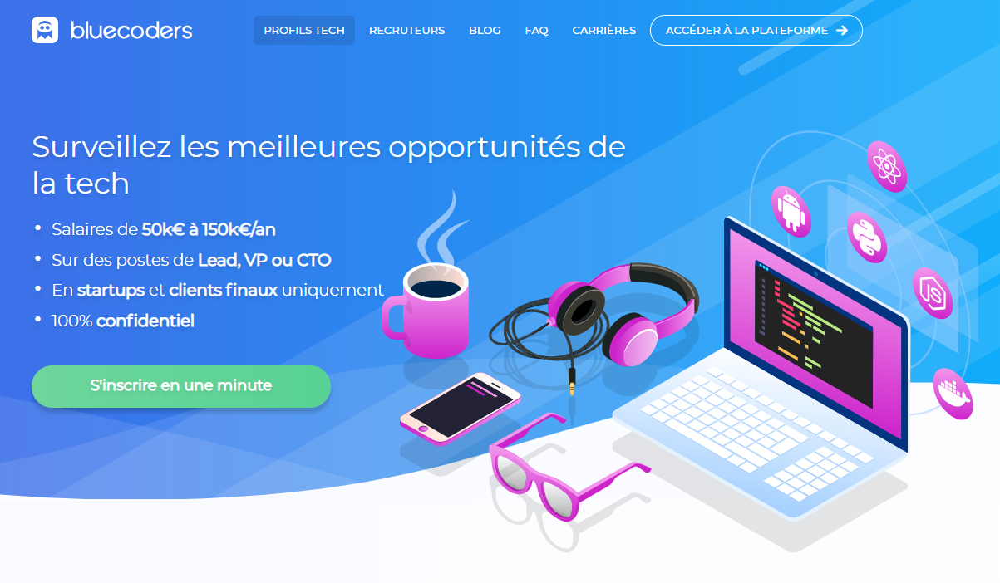 bluecoders
PROFILS TECH
RECRUTEURS
BLOG
FAQ
CARRIÈRES
ACCÉDER À LA PLATEFORME
Surveillez les meilleures opportunités de
la tech
• Salaires de 50k€ à 150k€/an
• Sur des postes de Lead, VP ou CTO
• En startups et clients finaux uniquement
• 100% confidentiel
S'inscrire en une minute
JS